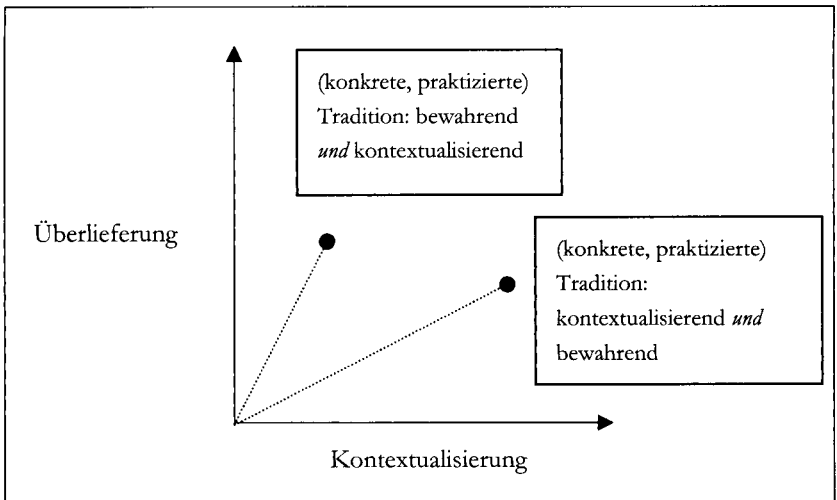 (konkrete, praktizierte)
Tradition: bewahrend
und kontextualisierend
Überlieferung
(konkrete, praktizierte)
Tradition:
kontextualisierend und
bewahrend
Kontextualisierung